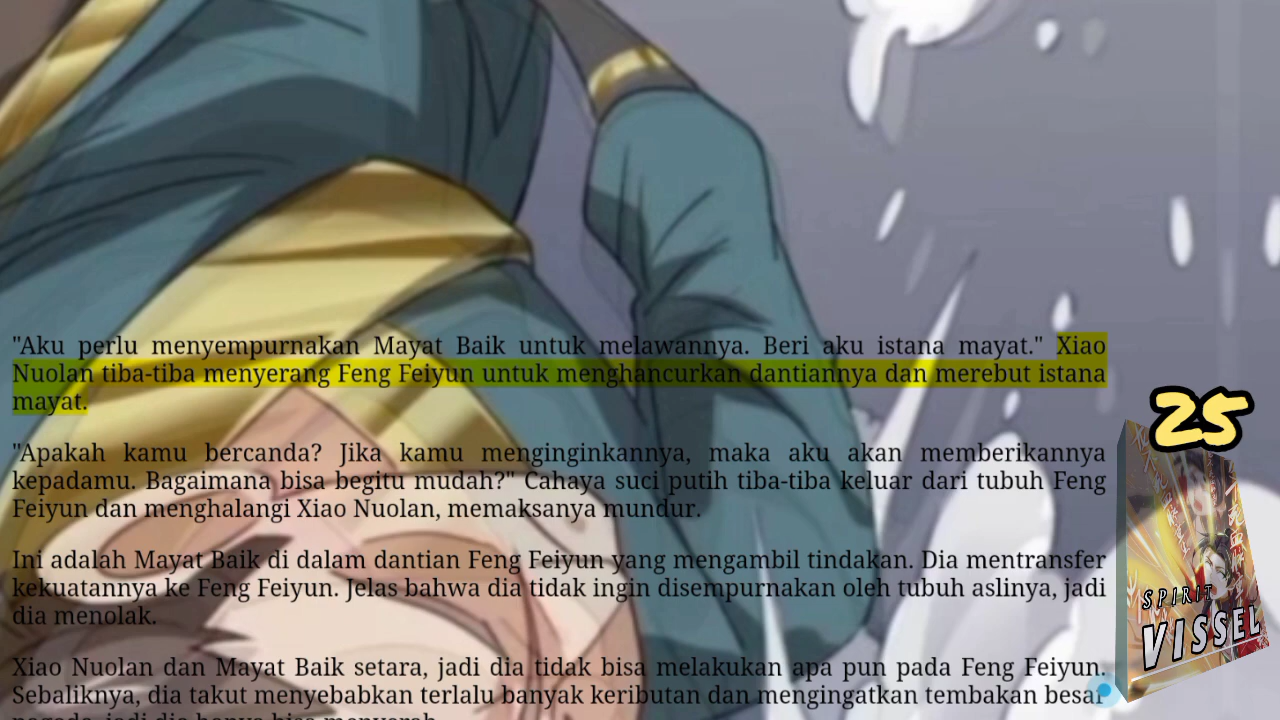 "Aku perlu menyempurnakan Mayat Baik untuk melawannya. Beri aku istana mayat." Xiao
Nuolan tiba-tiba menyerang Feng Feiyun untuk menghancurkan dantiannya dan merebut istana
mayat.
"Apakah kamu bercanda? Jika kamu menginginkannya, maka aku akan memberikannya
kepadamu. Bagaimana bisa begitu mudah?" Cahaya suci putih tiba-tiba keluar dari tubuh Feng
Feiyun dan menghalangi Xiao Nuolan, memaksanya mundur.
Ini adalah Mayat Baik di dalam dantian Feng Feiyun yang mengambil tindakan. Dia mentransfer
kekuatannya ke Feng Feiyun. Jelas bahwa dia tidak ingin disempurnakan oleh tubuh aslinya, jadi
dia menolak.
Xiao Nuolan dan Mayat Baik setara, jadi dia tidak bisa melakukan apa pun pada Feng Feiyun.
Sebaliknya, dia takut menyebabkan terlalu banyak keributan dan mengingatkan tembakan besar
25
SPIRIT
VISSEL